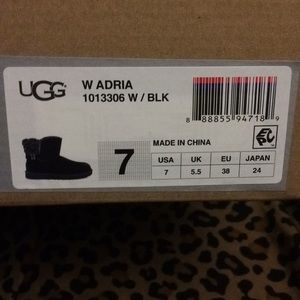 UGG
W ADRIA
1013306 W / BLK
8 88855 94718 9
7
MADE IN CHINA
USA UK EU JAPAN
7 5.5 38 24
EPC